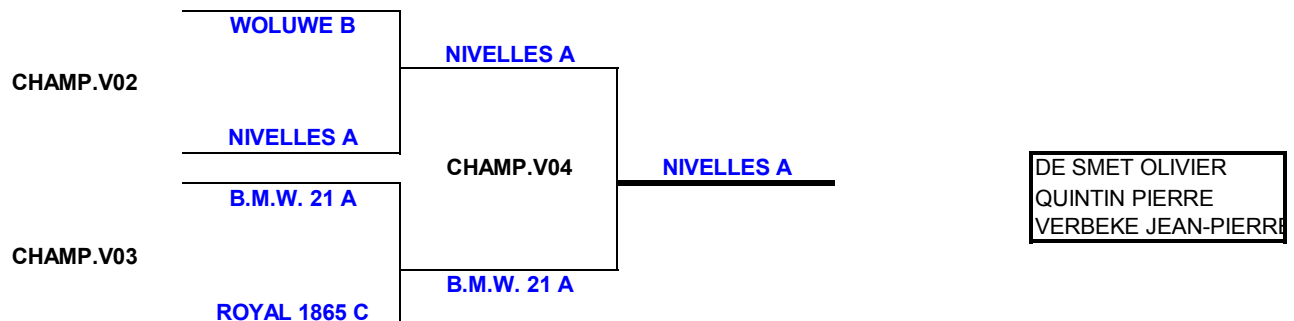 WOLUWE B
NIVELLES A
CHAMP.V02
NIVELLES A
CHAMP.V04
NIVELLES A
DE SMET OLIVIER
B.M.W. 21 A
QUINTIN PIERRE
VERBEKE JEAN-PIERRE
CHAMP.V03
B.M.W. 21 A
ROYAL 1865 C